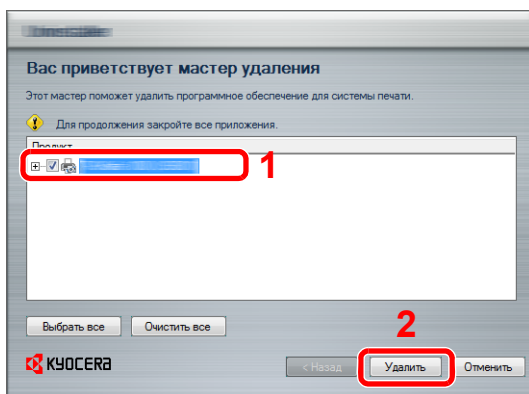 Вас приветствует мастер удаления
Этот мастер поможет удалить программное обеспечение для системы печати.
Для продолжения закройте все приложения.
Продукт
1
Выбрать все Очистить все
2
KYOCERA
< Назад Удалить Отменить